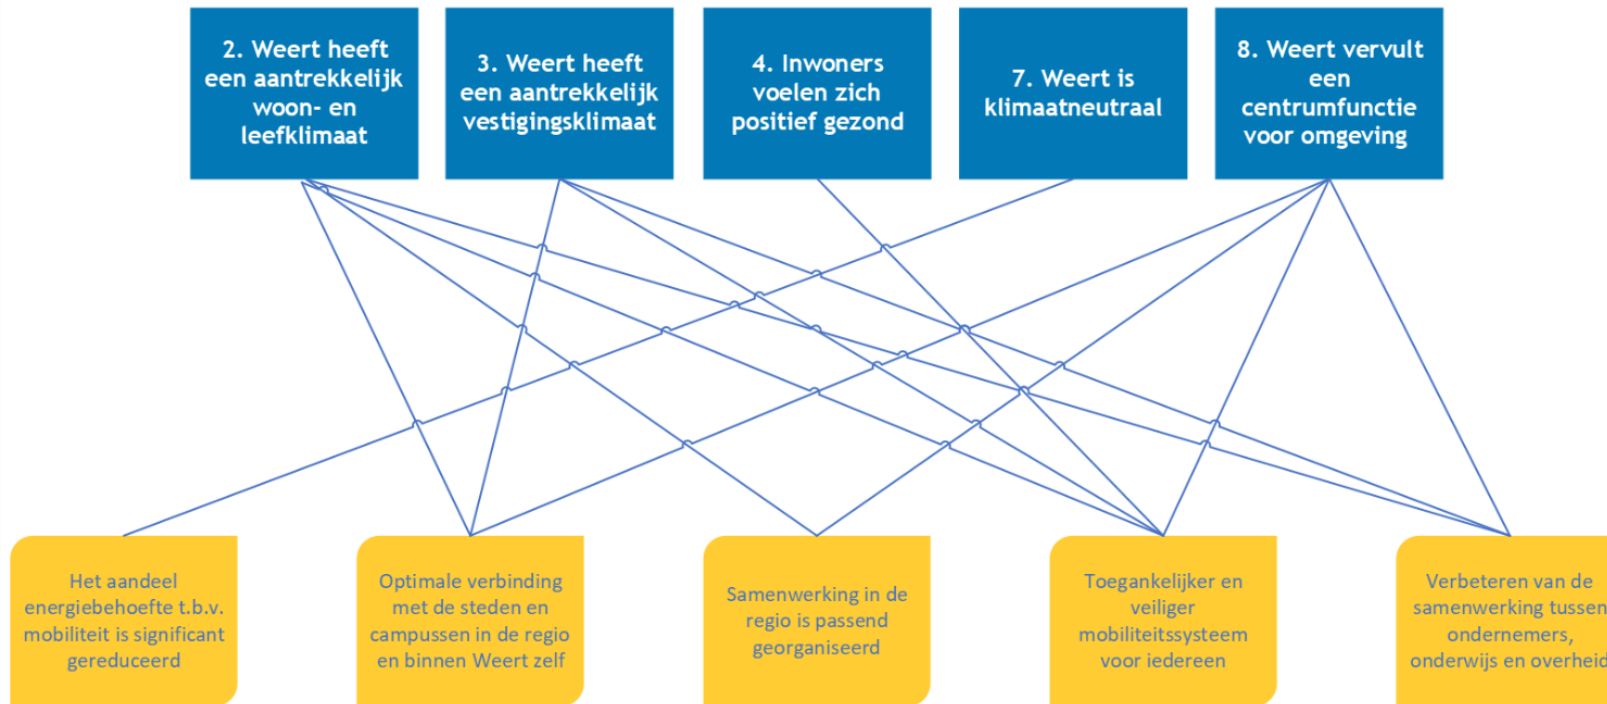 2. Weert heeft
een aantrekkelijk
woon- en
leefklimaat
3. Weert heeft
een aantrekkelijk
vestigingsklimaat
4. Inwoners
voelen zich
positief gezond
7. Weert is
klimaatneutraal
8. Weert vervult
een
centrumfunctie
voor omgeving
Het aandeel
energiebehoefte t.b.v.
mobiliteit is significant
gereduceerd
Optimale verbinding
met de steden en
campussen in de regio
en binnen Weert zelf
Samenwerking in de
regio is passend
georganiseerd
Toegankelijker en
veiliger
mobiliteitssysteem
voor iedereen
Verbeteren van de
samenwerking tussen
ondernemers,
onderwijs en overheid